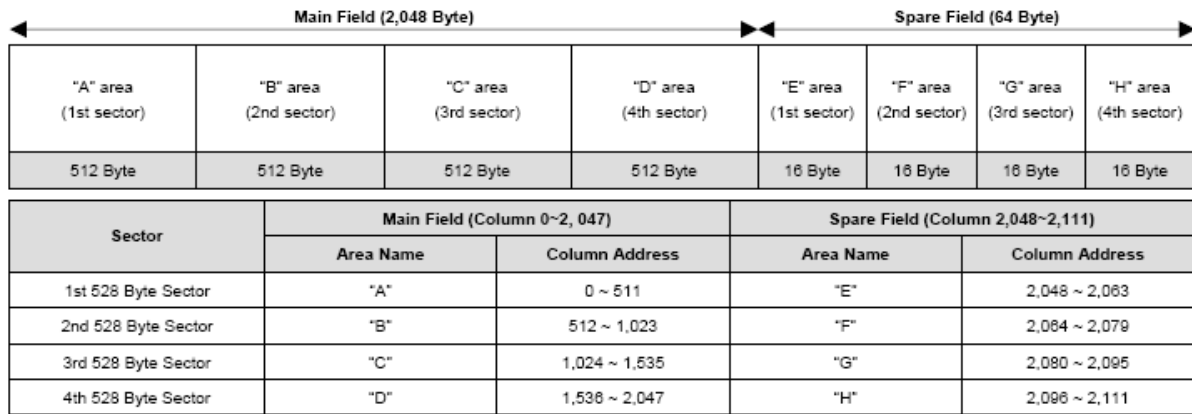 Main Field (2,048 Byte) Spare Field (64 Byte)
"A" area "B" area "C" area "D" area "E" area "F" area "G" area "H" area
(1st sector) (2nd sector) (3rd sector) (4th sector) (1st sector) (2nd sector) (3rd sector) (4th sector)
512 Byte 512 Byte 512 Byte 512 Byte 16 Byte 16 Byte 16 Byte 16 Byte
Sector Main Field (Column 0~2, 047) Spare Field (Column 2,048~2,111)
Area Name Column Address Area Name Column Address
1st 528 Byte Sector "A" 0 ~ 511 "E" 2,048 ~ 2,063
2nd 528 Byte Sector "B" 512 ~ 1,023 "F" 2,064 ~ 2,079
3rd 528 Byte Sector "C" 1,024 ~ 1,535 "G" 2,080 ~ 2,095
4th 528 Byte Sector "D" 1,536 ~ 2,047 "H" 2,096 ~ 2,111